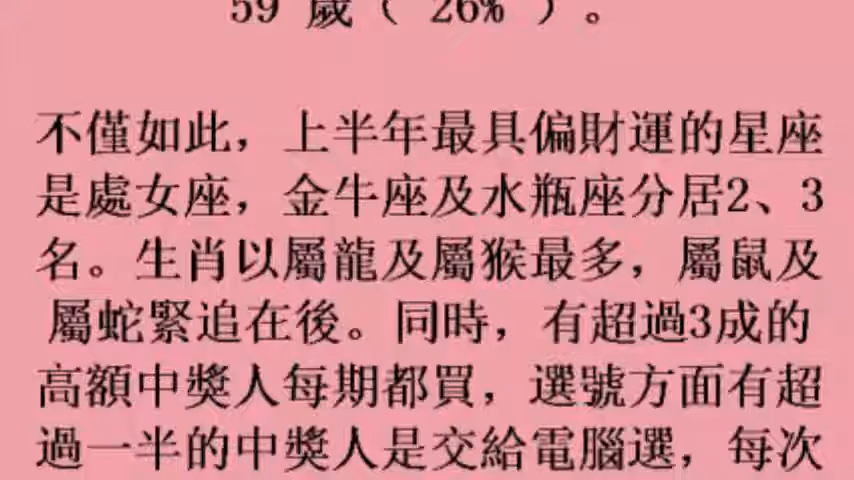 59 歲（ 26% ）。
不僅如此，上半年最具偏財運的星座
是處女座，金牛座及水瓶座分居2、3
名。生肖以屬龍及屬猴最多，屬鼠及
屬蛇緊追在後。同時，有超過3成的
高額中獎人每期都買，選號方面有超
過一半的中獎人是交給電腦選，每次